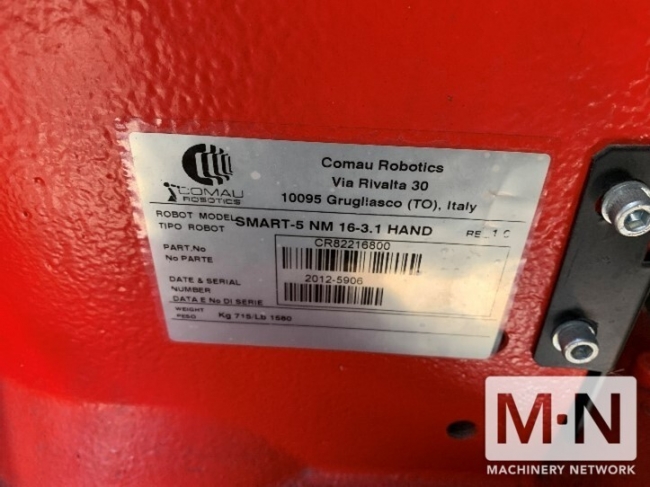 COMAU
ROBOTICS
Comau Robotics
Via Rivalta 30
10095 Grugliasco (TO), Italy
ROBOT MODEL
TIPO ROBOT
SMART-5 NM 16-3.1 HAND
PART.No
No PARTE
CR82216800
DATE & SERIAL
NUMBER
DATA E No DI SERIE
2012-5906
WEIGHT
PESO
Kg 715/Lb 1580
M·N
MACHINERY NETWORK